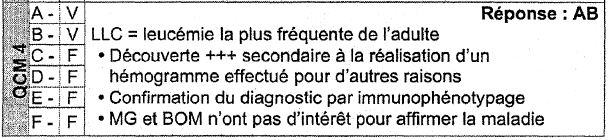 QCM 4
A - V Réponse : AB
B - V LLC = leucémie la plus fréquente de l'adulte
C - F • Découverte +++ secondaire à la réalisation d'un
D - F hémogramme effectué pour d'autres raisons
E - F • Confirmation du diagnostic par immunophénotypage
F - F • MG et BOM n'ont pas d'intérêt pour affirmer la maladie